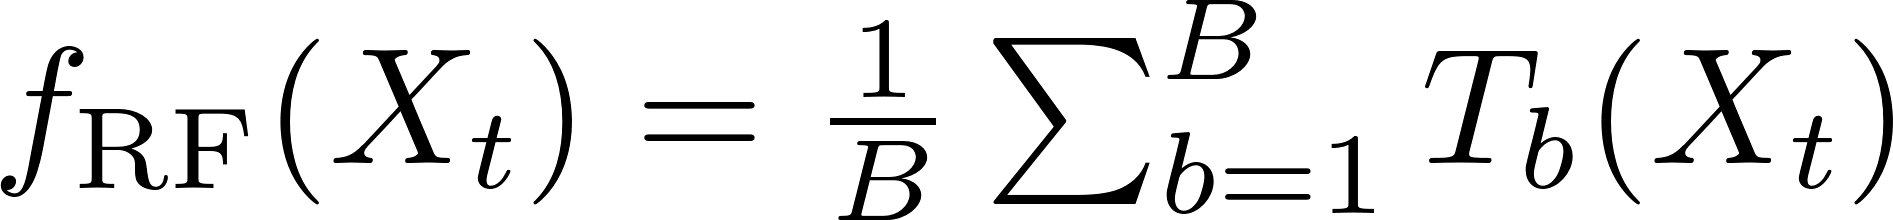 f_{\mathrm{RF}}(X_t) = \frac{1}{B} \sum_{b=1}^{B} T_b(X_t)